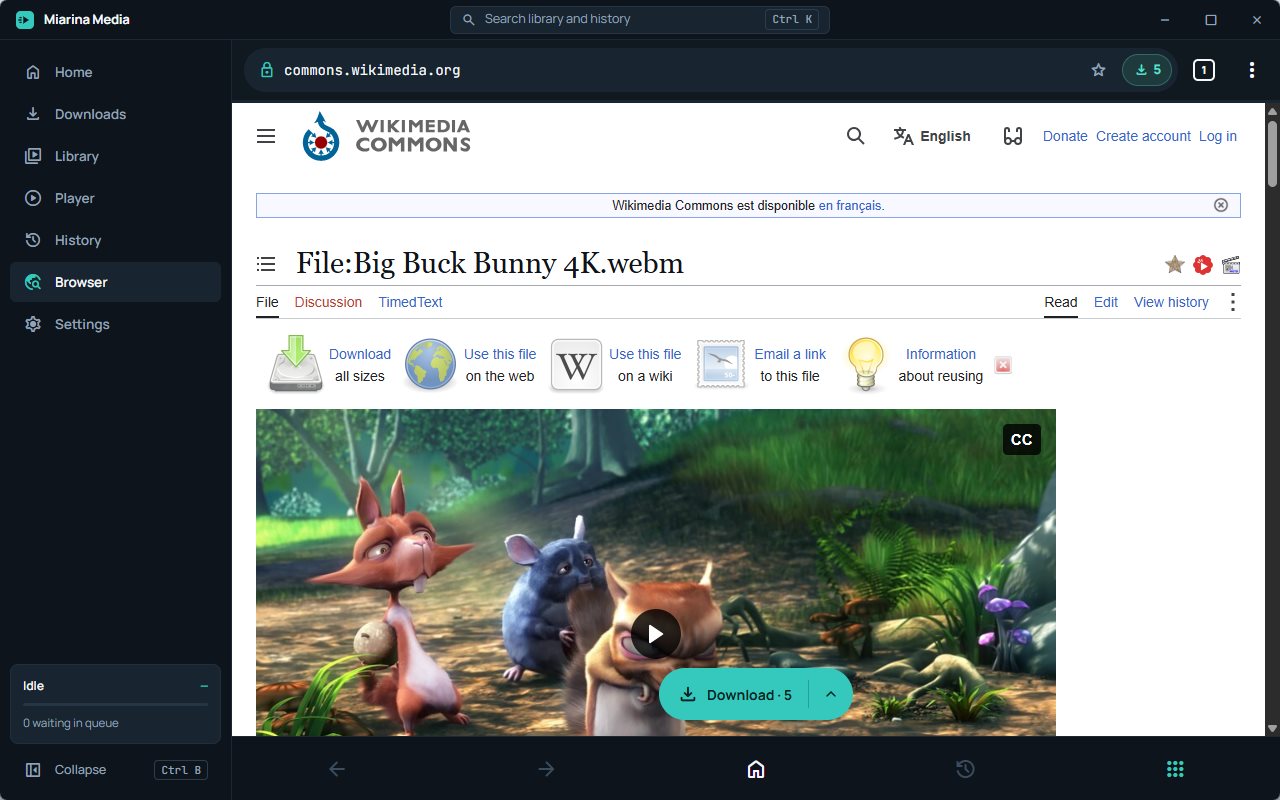 Miarina Media
Search library and history
Ctrl K
Home
Downloads
Library
Player
History
Browser
Settings
Idle
0 waiting in queue
Collapse
Ctrl B
commons.wikimedia.org
5
1
WIKIMEDIA
COMMONS
English
Donate Create account Log in
Wikimedia Commons est disponible en français.
File:Big Buck Bunny 4K.webm
File Discussion TimedText
Read Edit View history
Download
all sizes
Use this file
on the web
W
Use this file
on a wiki
Email a link
to this file
Information
about reusing
CC
Download · 5